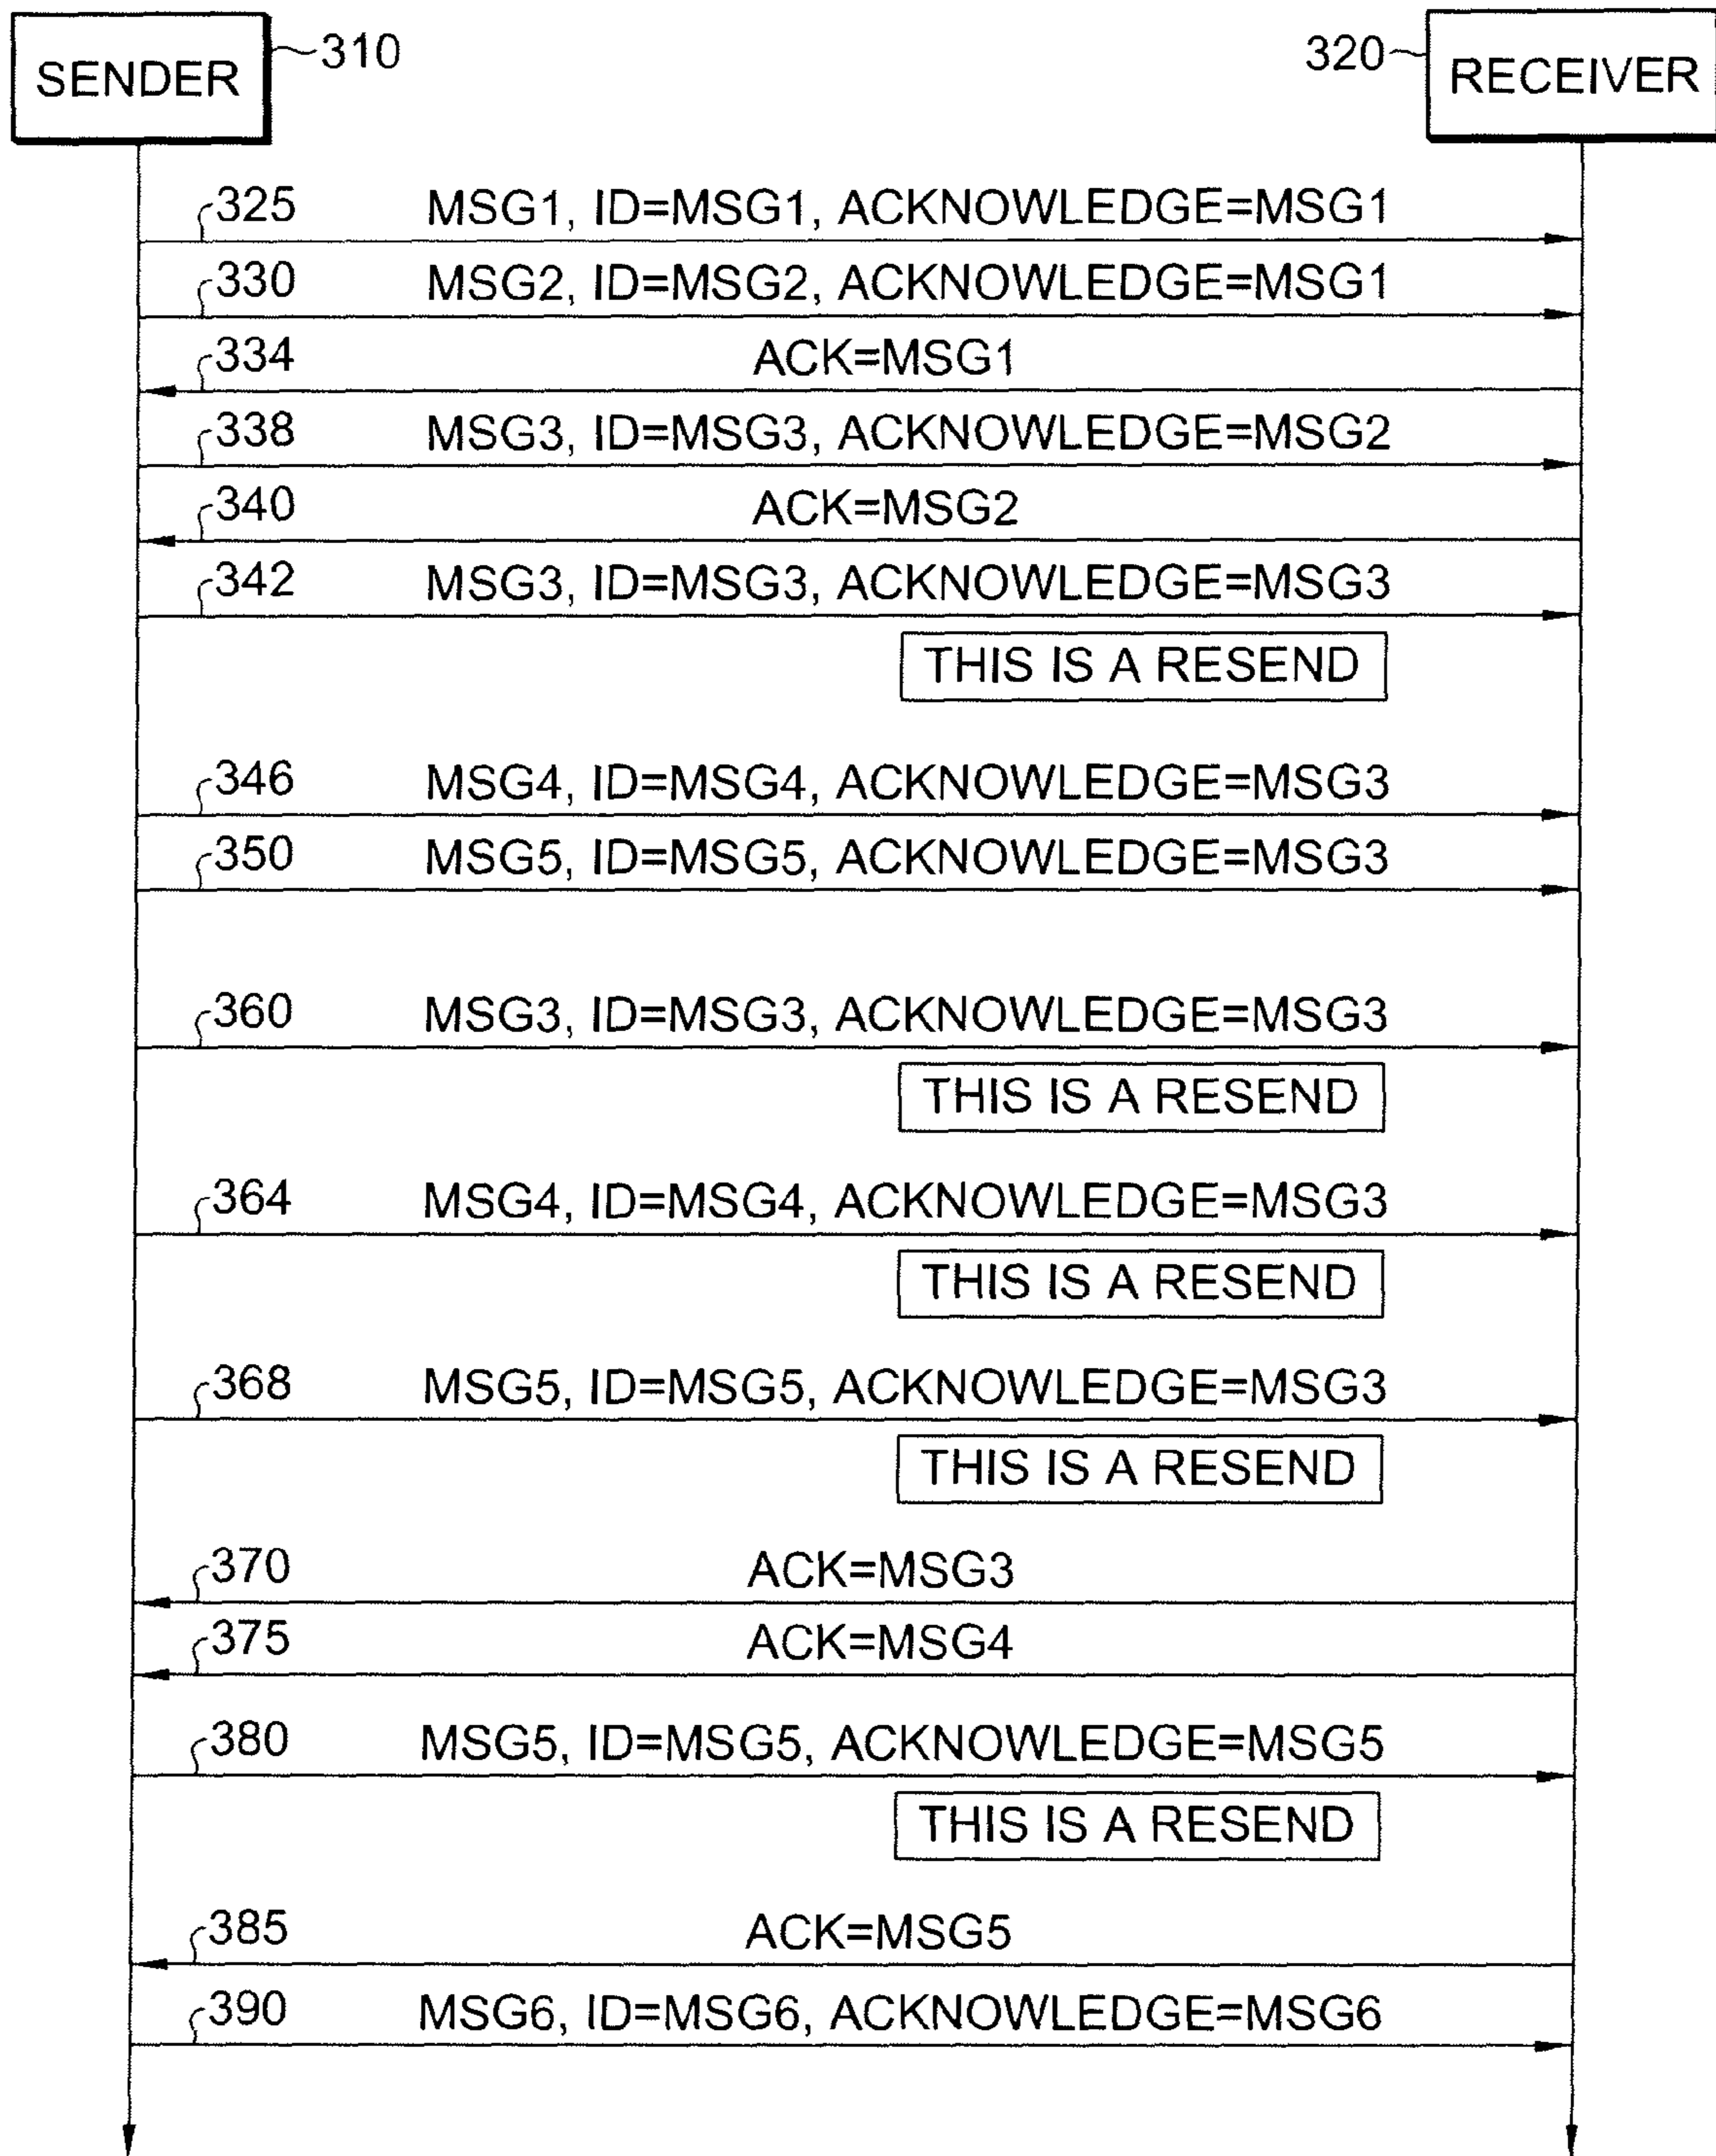 SENDER 310 320 RECEIVER
325 MSG1, ID=MSG1, ACKNOWLEDGE=MSG1
330 MSG2, ID=MSG2, ACKNOWLEDGE=MSG1
334 ACK=MSG1
338 MSG3, ID=MSG3, ACKNOWLEDGE=MSG2
340 ACK=MSG2
342 MSG3, ID=MSG3, ACKNOWLEDGE=MSG3
THIS IS A RESEND
346 MSG4, ID=MSG4, ACKNOWLEDGE=MSG3
350 MSG5, ID=MSG5, ACKNOWLEDGE=MSG3
360 MSG3, ID=MSG3, ACKNOWLEDGE=MSG3
THIS IS A RESEND
364 MSG4, ID=MSG4, ACKNOWLEDGE=MSG3
THIS IS A RESEND
368 MSG5, ID=MSG5, ACKNOWLEDGE=MSG3
THIS IS A RESEND
370 ACK=MSG3
375 ACK=MSG4
380 MSG5, ID=MSG5, ACKNOWLEDGE=MSG5
THIS IS A RESEND
385 ACK=MSG5
390 MSG6, ID=MSG6, ACKNOWLEDGE=MSG6